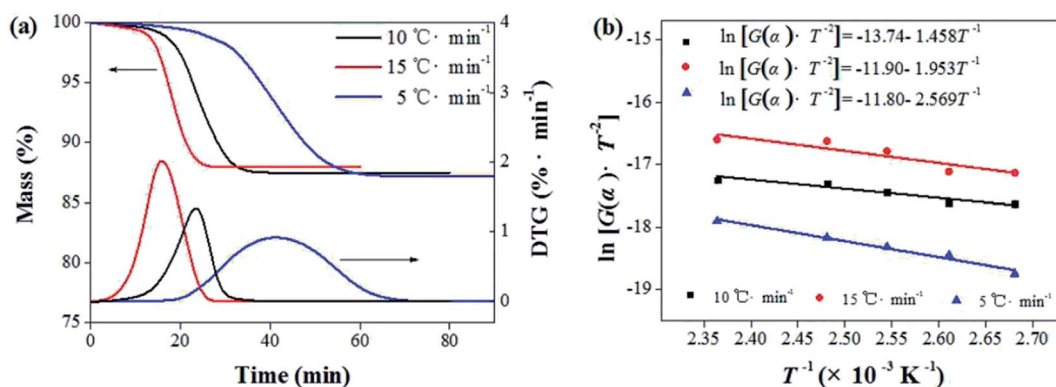 (a)
10 ℃· min⁻¹
15 ℃· min⁻¹
5 ℃· min⁻¹
100
95
90
85
80
75
Mass (%)
0
20
40
60
80
Time (min)
4
3
2
1
0
DTG (%· min⁻¹)
(b)
ln [G(α)· T⁻²]= -13.74- 1.458T⁻¹
ln [G(α)· T⁻²]= -11.90- 1.953T⁻¹
ln [G(α)· T⁻²]= -11.80- 2.569T⁻¹
-15
-16
-17
-18
-19
ln [G(α)· T⁻²]
10 ℃· min⁻¹
15 ℃· min⁻¹
5 ℃· min⁻¹
2.35
2.40
2.45
2.50
2.55
2.60
2.65
2.70
T⁻¹ (× 10⁻³ K⁻¹)